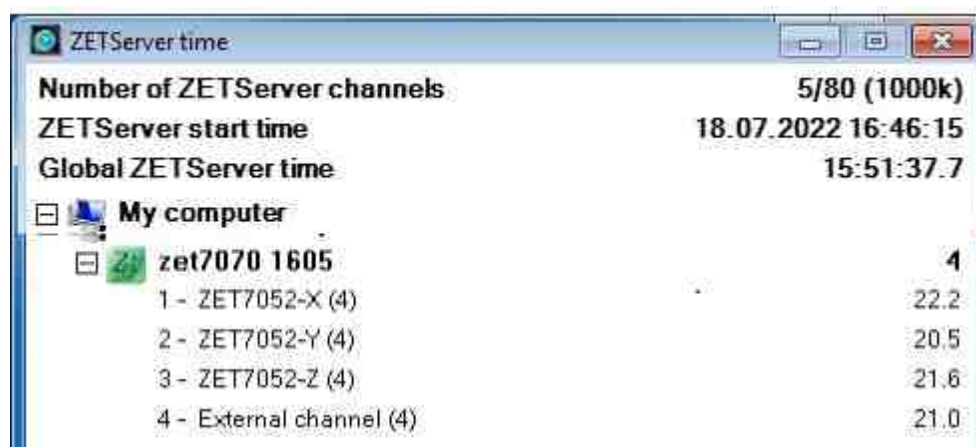 ZETServer time
Number of ZETServer channels 5/80 (1000k)
ZETServer start time 18.07.2022 16:46:15
Global ZETServer time 15:51:37.7
My computer
zet7070 1605 4
1 - ZET7052-X (4) 22.2
2 - ZET7052-Y (4) 20.5
3 - ZET7052-Z (4) 21.6
4 - External channel (4) 21.0